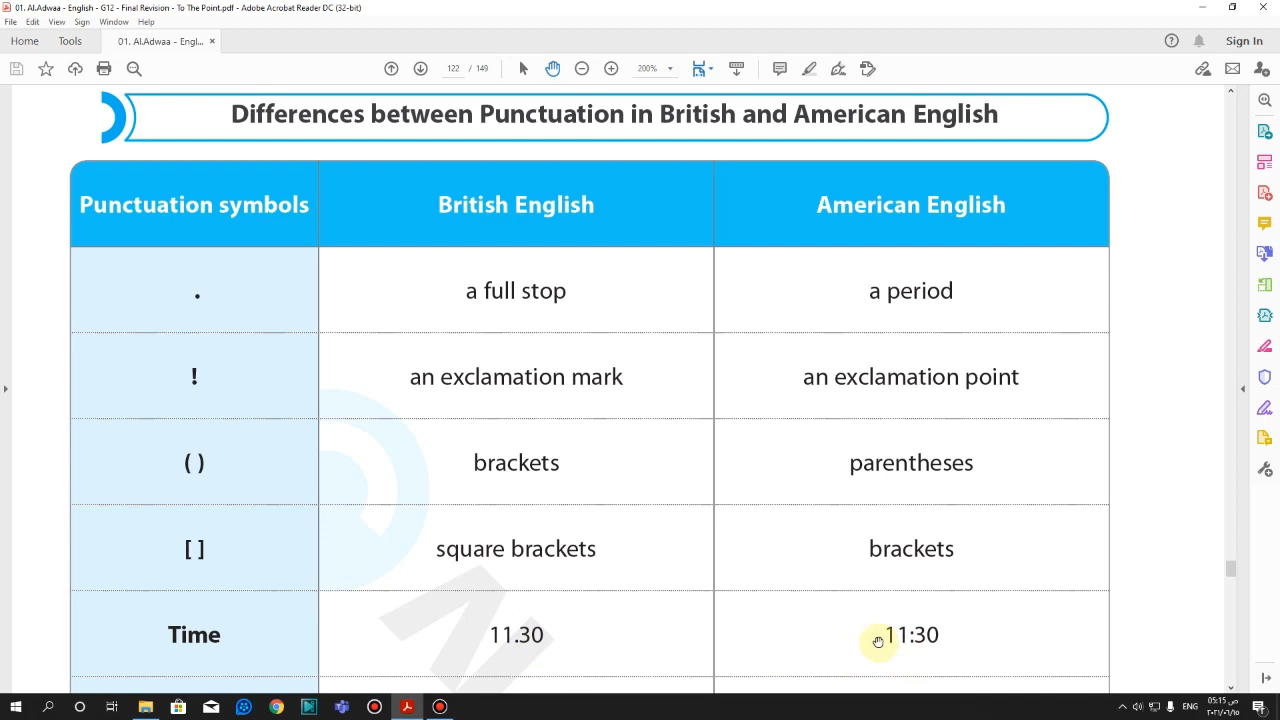 01. Al.Adwaa - English - G12 - Final Revision - To The Point.pdf - Adobe Acrobat Reader DC (32-bit)
File Edit View Sign Window Help
Home Tools 01. Al.Adwaa - Engl... × Sign In
122 / 149 200%
Differences between Punctuation in British and American English
Punctuation symbols British English American English
. a full stop a period
! an exclamation mark an exclamation point
( ) brackets parentheses
[ ] square brackets brackets
Time 11.30 11:30
ENG 05:15 ص